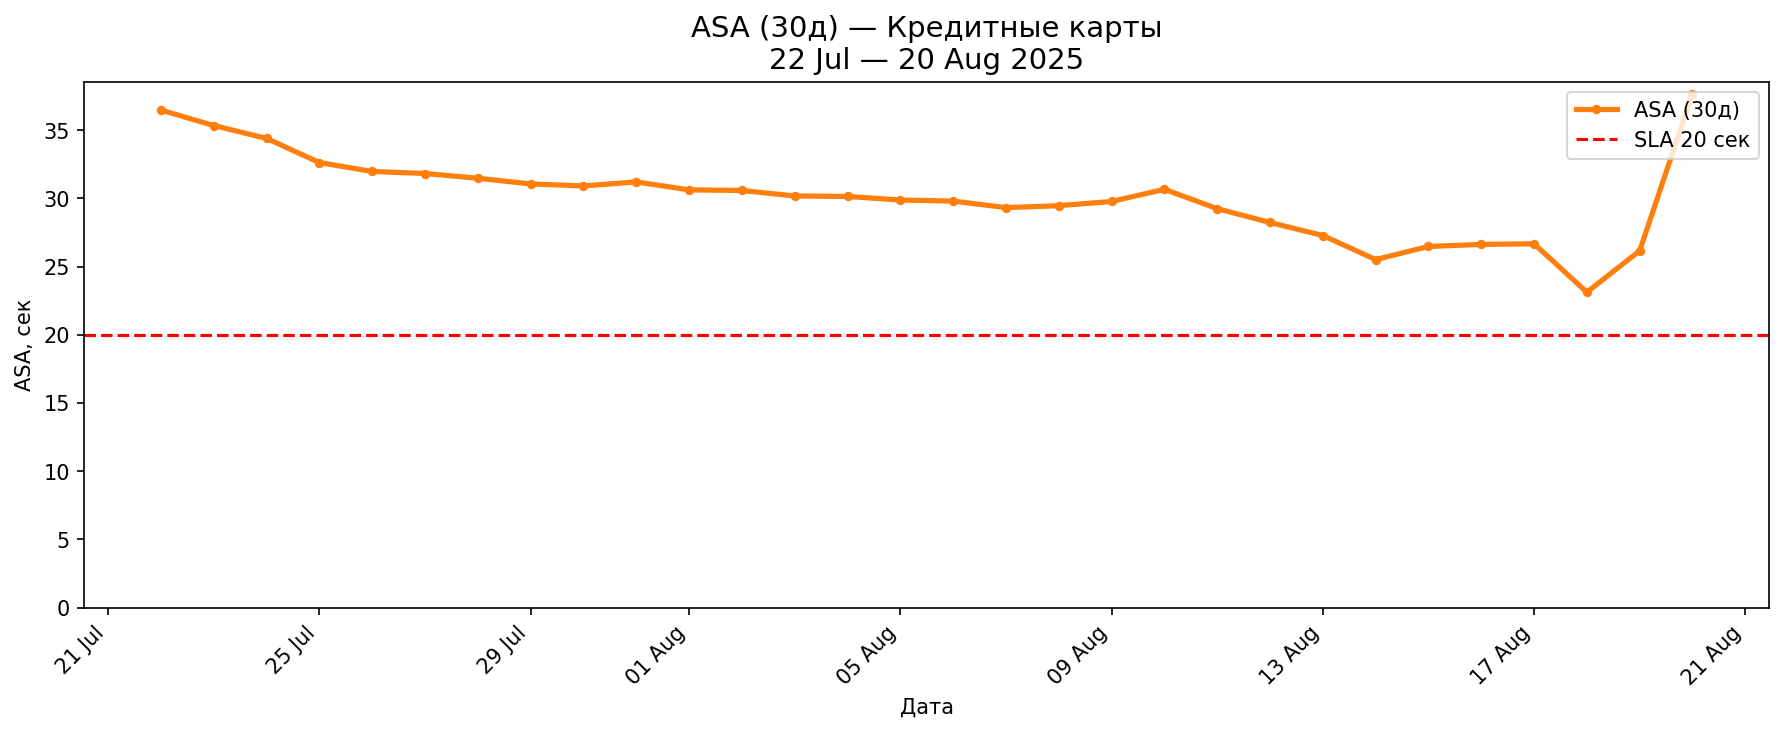 ASA (30д) — Кредитные карты
22 Jul — 20 Aug 2025
ASA (30д)
SLA 20 сек
35
30
25
20
15
10
5
0
ASA, сек
21 Jul
25 Jul
29 Jul
01 Aug
05 Aug
09 Aug
13 Aug
17 Aug
21 Aug
Дата